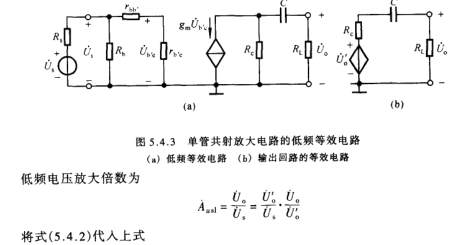 r_bb'
g_m U̇_b'e
C
C
R_s
U̇_s
U̇_i
R_b
U̇_b'e
r_b'e
R_c
R_L
U̇_o
R_c
U̇_o'
R_L
U̇_o
(a)
(b)
图 5.4.3 单管共射放大电路的低频等效电路
(a) 低频等效电路 (b) 输出回路的等效电路
低频电压放大倍数为
Ȧ_usl = U̇_o/U̇_s = U̇_o'/U̇_s · U̇_o/U̇_o'
将式(5.4.2)代入上式